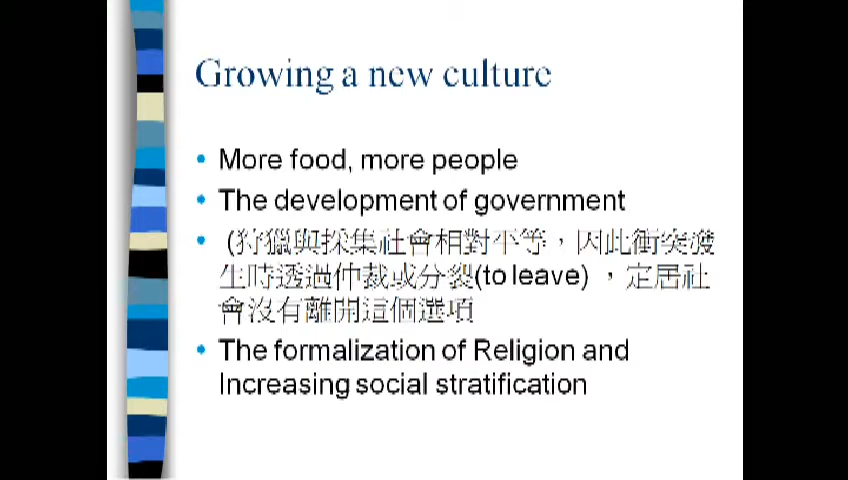 Growing a new culture
• More food, more people
• The development of government
• (狩獵與採集社會相對平等，因此衝突發
生時透過仲裁或分裂(to leave) ，定居社
會沒有離開這個選項
• The formalization of Religion and
Increasing social stratification